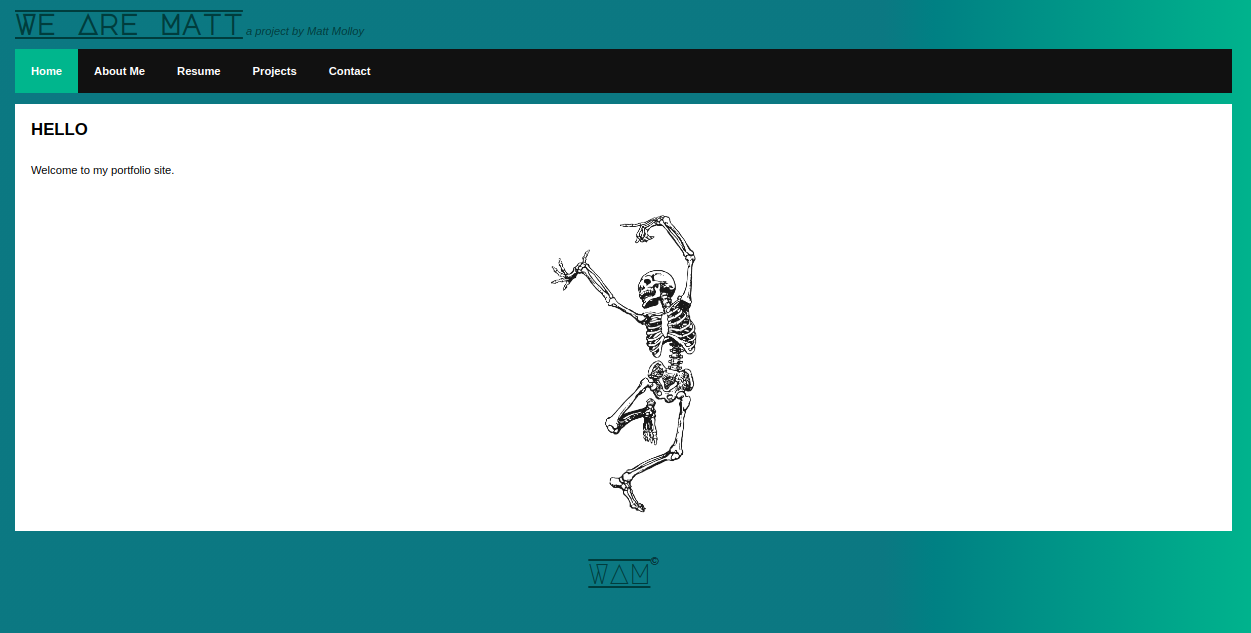 WE ARE MATT a project by Matt Molloy
Home About Me Resume Projects Contact
HELLO
Welcome to my portfolio site.
WAM©